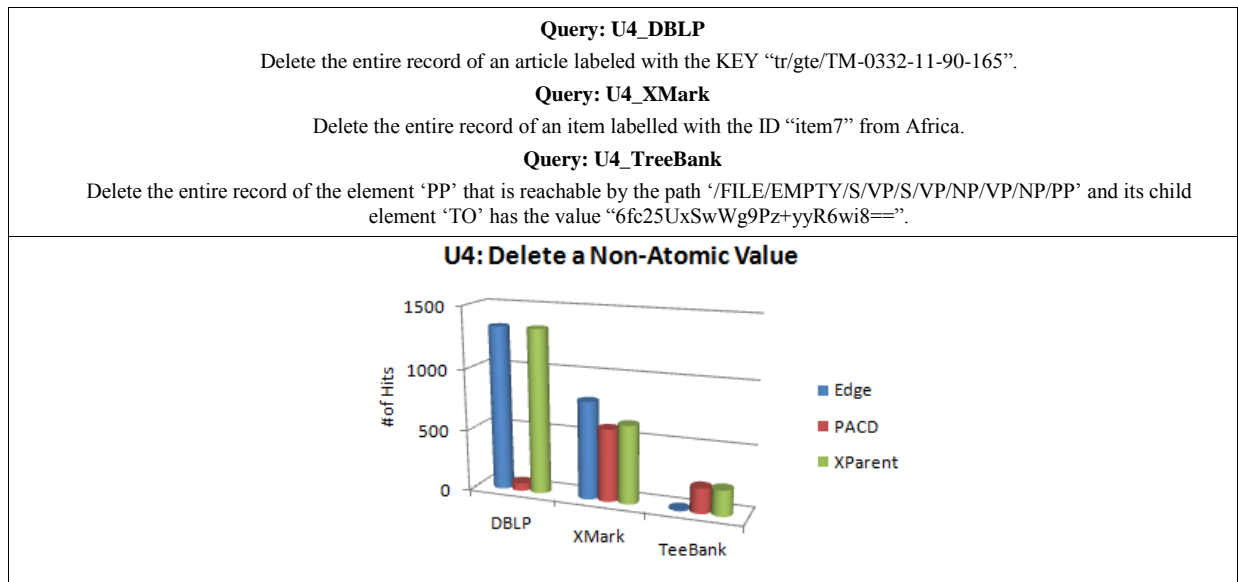 Query: U4_DBLP
Delete the entire record of an article labeled with the KEY “tr/gte/TM-0332-11-90-165”.
Query: U4_XMark
Delete the entire record of an item labelled with the ID “item7” from Africa.
Query: U4_TreeBank
Delete the entire record of the element ‘PP’ that is reachable by the path ‘/FILE/EMPTY/S/VP/S/VP/NP/VP/NP/PP’ and its child
element ‘TO’ has the value “6fc25UxSwWg9Pz+yyR6wi8==”.
U4: Delete a Non-Atomic Value
1500
1000
500
0
#of Hits
DBLP
XMark
TeeBank
Edge
PACD
XParent